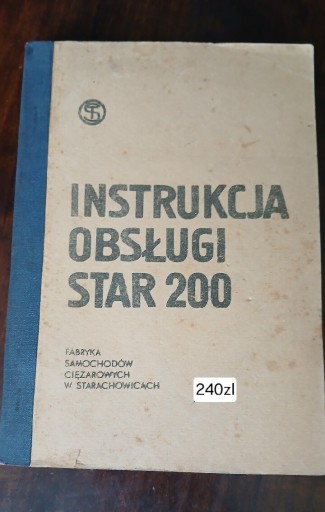 INSTRUKCJA
OBSŁUGI
STAR 200
FABRYKA
SAMOCHODÓW
CIĘŻAROWYCH
W STARACHOWICACH
240zl